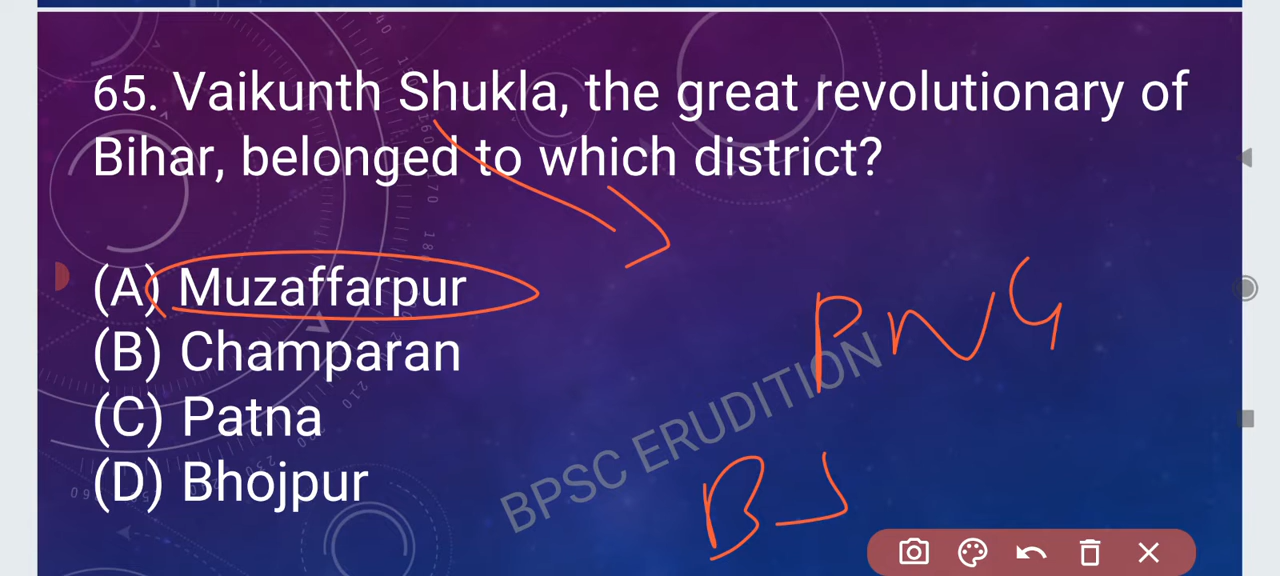 65. Vaikunth Shukla, the great revolutionary of
Bihar, belonged to which district?
(A) Muzaffarpur
(B) Champaran
(C) Patna
(D) Bhojpur
BPSC ERUDITION